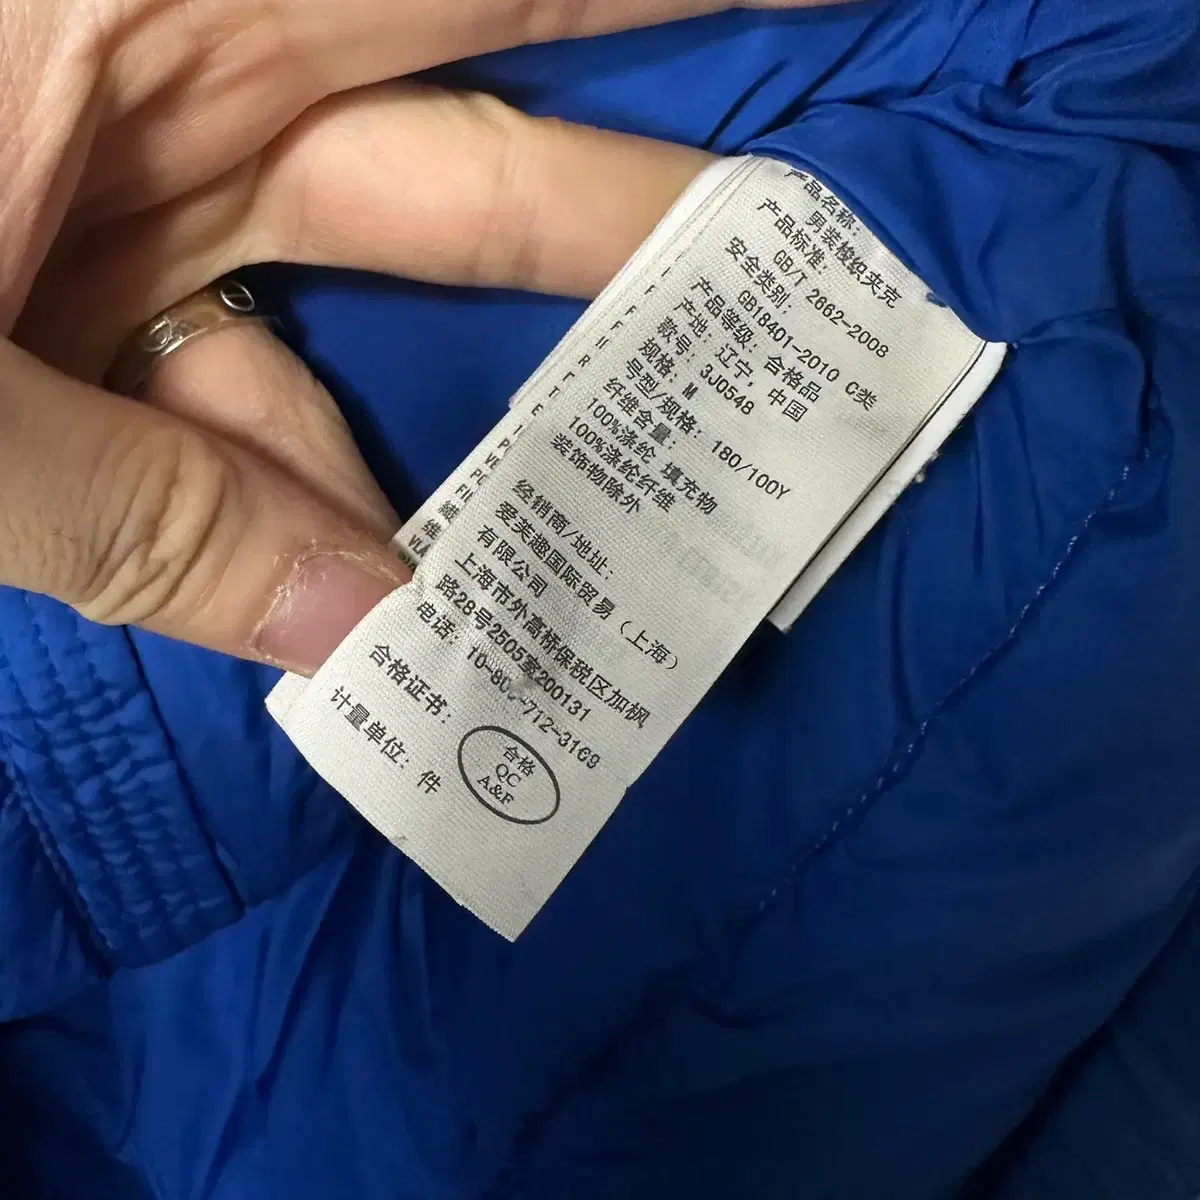 产品名称:
男装梭织夹克
产品标准:
GB/T 2662-2008
安全类别:
GB18401-2010 C类
产品等级: 合格品
产地: 辽宁, 中国
款号: 3J0548
规格: M
号型/规格: 180/100Y
纤维含量:
100%涤纶 填充物
100%涤纶纤维
装饰物除外
经销商/地址:
爱芙趣国际贸易 (上海)
有限公司
上海市外高桥保税区加枫
路28号2505室200131
电话: 10-800-712-3169
合格证书:
合格
QC
A&F
计量单位: 件